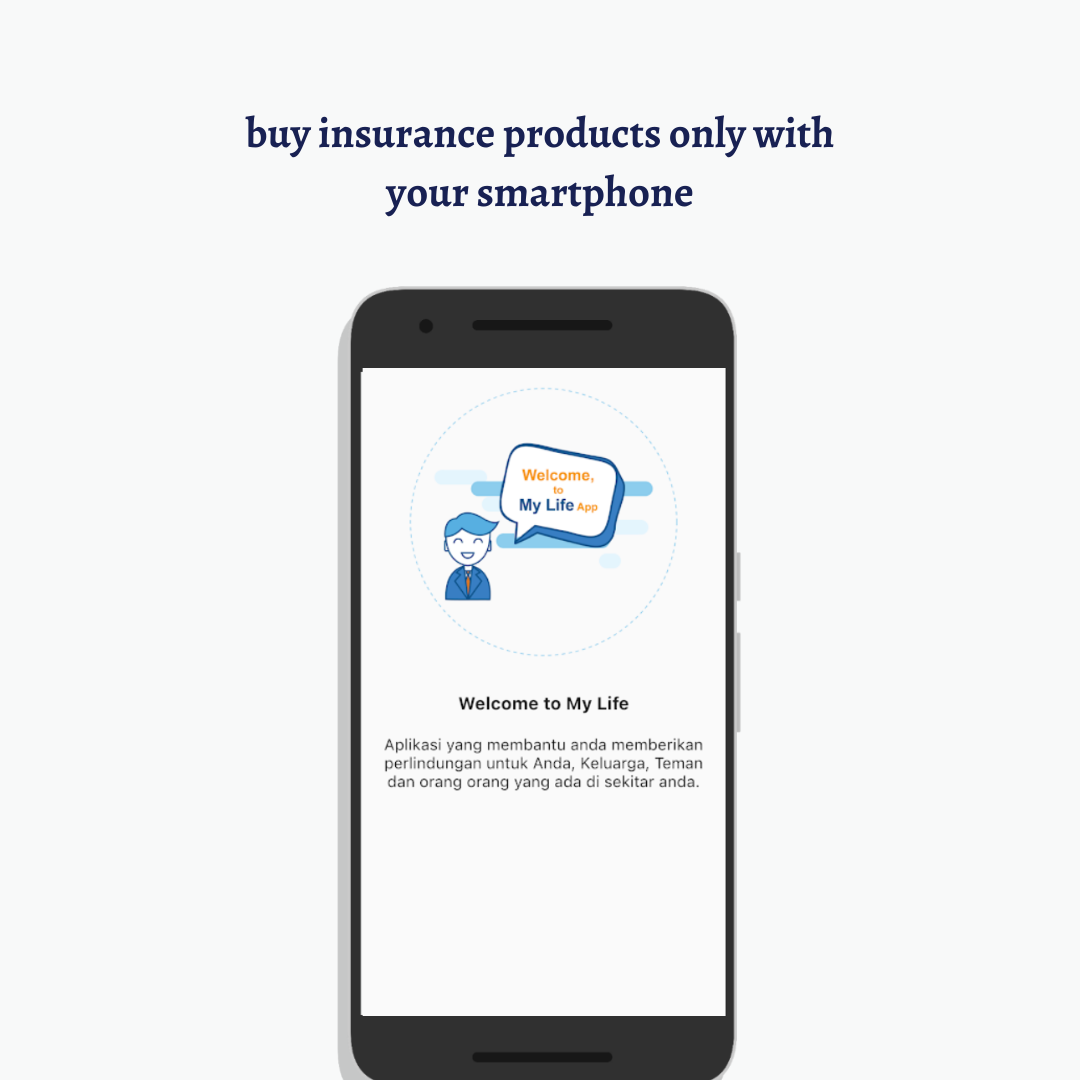 buy insurance products only with
your smartphone
Welcome,
to
My Life App
Welcome to My Life
Aplikasi yang membantu anda memberikan
perlindungan untuk Anda, Keluarga, Teman
dan orang orang yang ada di sekitar anda.